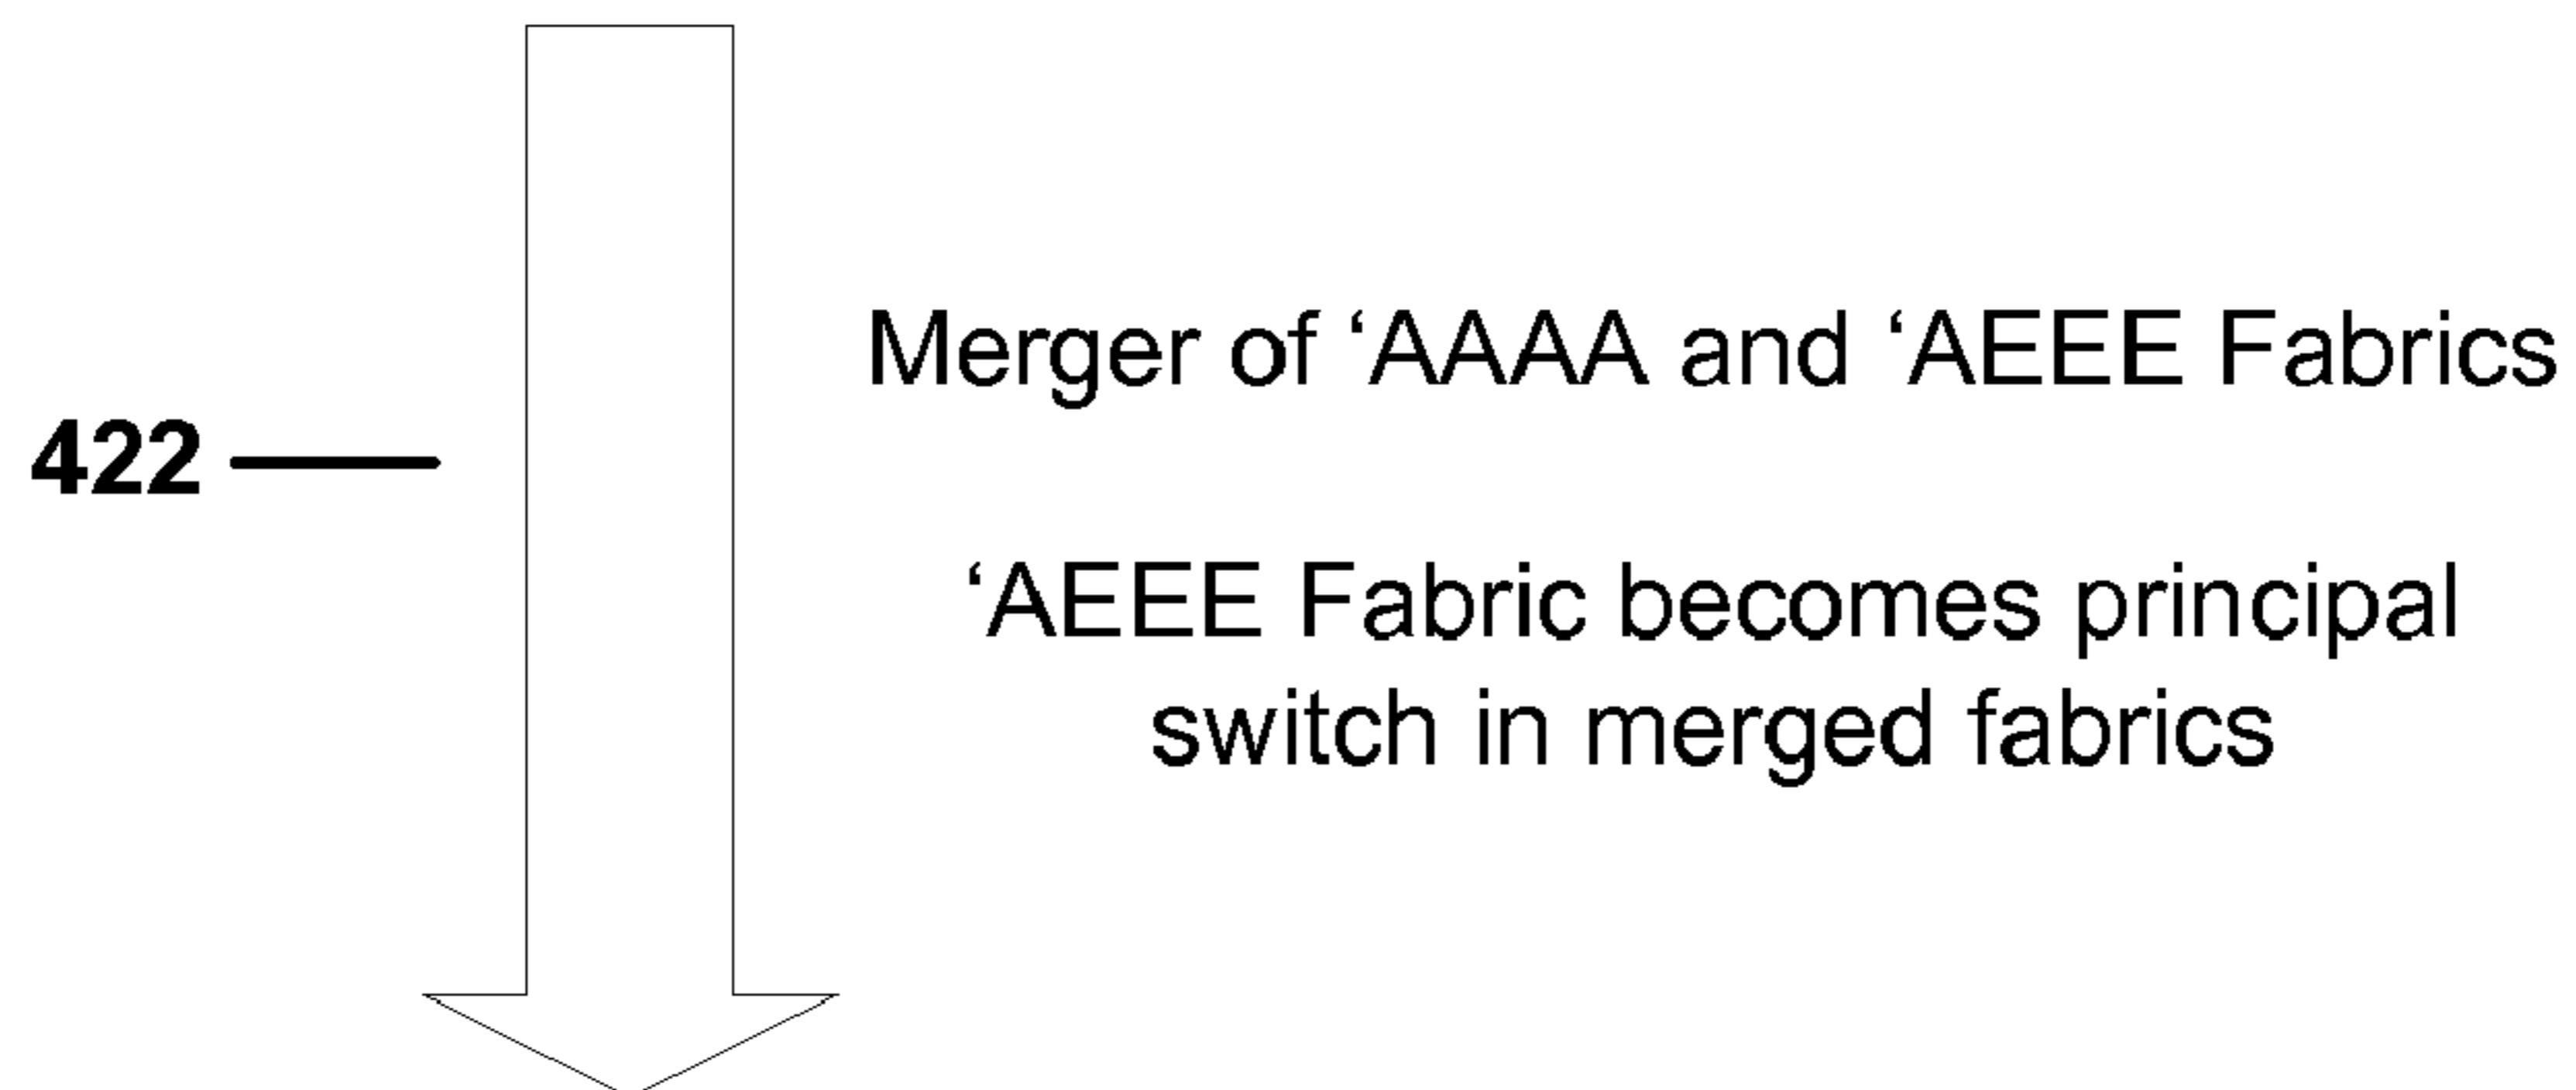 Merger of ‘AAAA and ‘AEEE Fabrics
422
‘AEEE Fabric becomes principal
switch in merged fabrics